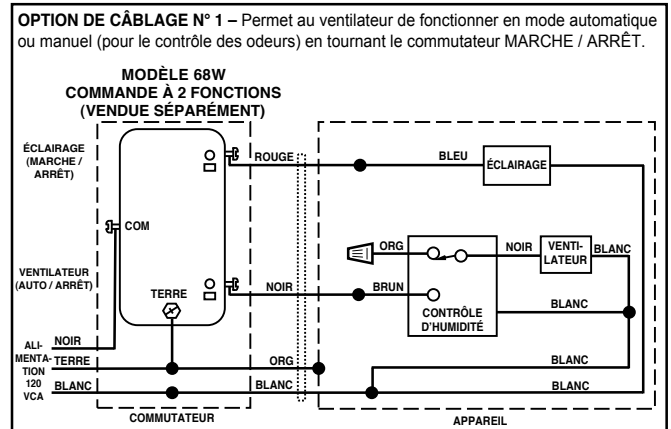 OPTION DE CÂBLAGE N° 1 – Permet au ventilateur de fonctionner en mode automatique
ou manuel (pour le contrôle des odeurs) en tournant le commutateur MARCHE / ARRÊT.
MODÈLE 68W
COMMANDE À 2 FONCTIONS
(VENDUE SÉPARÉMENT)
ÉCLAIRAGE
(MARCHE /
ARRÊT)
ROUGE
BLEU
ÉCLAIRAGE
COM
ORG
NOIR
VENTI-
LATEUR
BLANC
VENTILATEUR
(AUTO / ARRÊT)
TERRE
NOIR
BRUN
CONTRÔLE
D'HUMIDITÉ
BLANC
ALI-
MENTA-
TION
120
VCA
NOIR
TERRE
ORG
BLANC
BLANC
BLANC
BLANC
COMMUTATEUR
APPAREIL